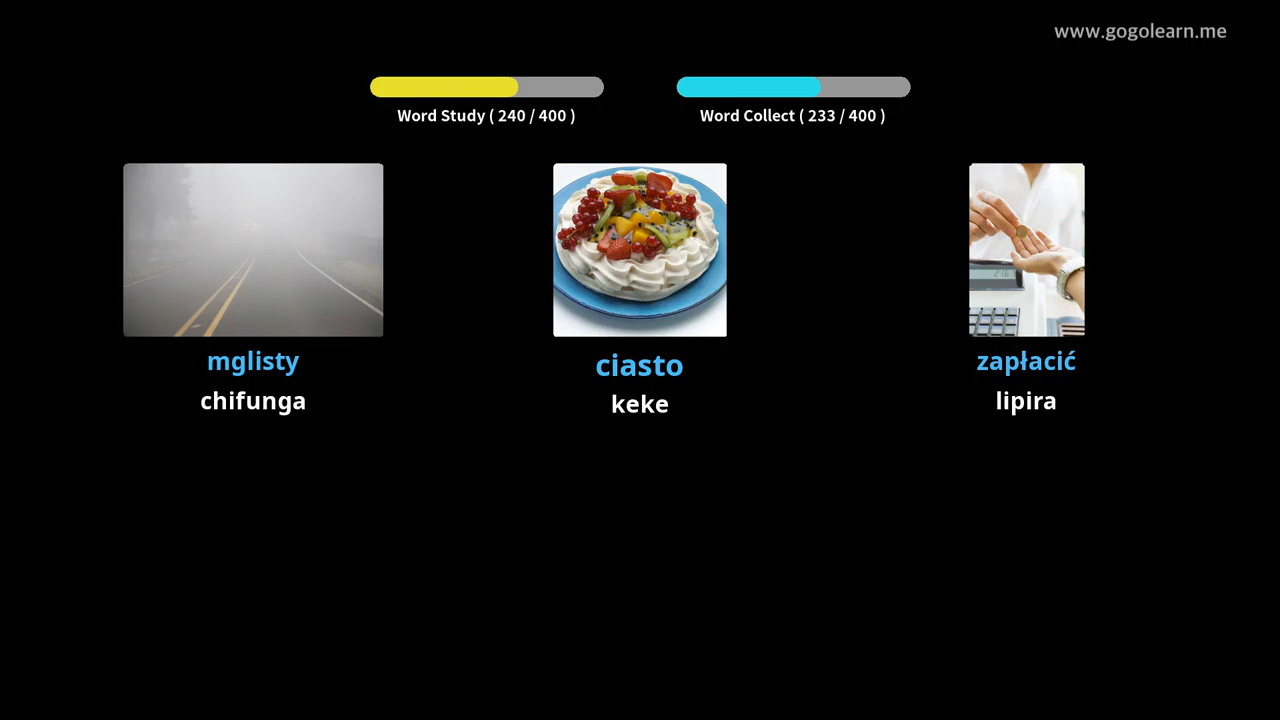 www.gogolearn.me
Word Study ( 240 / 400 )
Word Collect ( 233 / 400 )
mglisty
chifunga
ciasto
keke
zapłacić
lipira